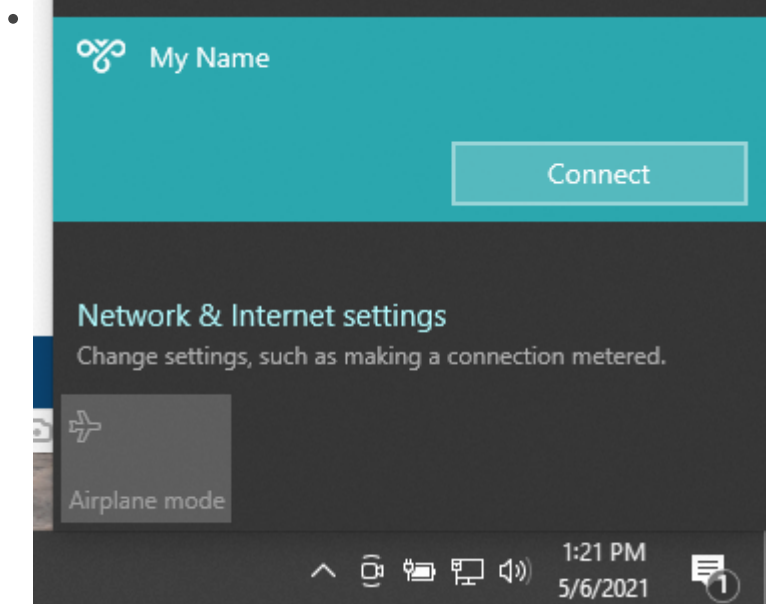 My Name
Connect
Network & Internet settings
Change settings, such as making a connection metered.
Airplane mode
1:21 PM
5/6/2021
1